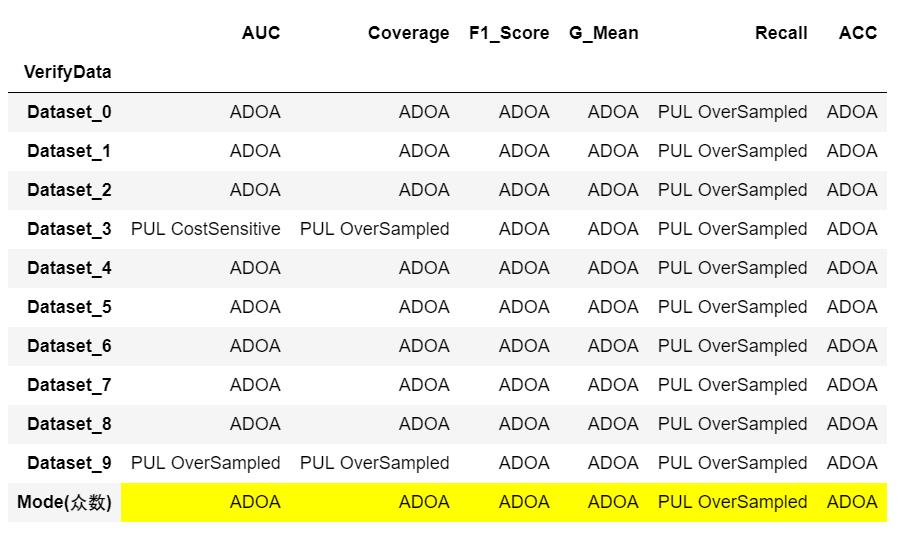 AUC Coverage F1_Score G_Mean Recall ACC
VerifyData
Dataset_0 ADOA ADOA ADOA ADOA PUL OverSampled ADOA
Dataset_1 ADOA ADOA ADOA ADOA PUL OverSampled ADOA
Dataset_2 ADOA ADOA ADOA ADOA PUL OverSampled ADOA
Dataset_3 PUL CostSensitive PUL OverSampled ADOA ADOA PUL OverSampled ADOA
Dataset_4 ADOA ADOA ADOA ADOA PUL OverSampled ADOA
Dataset_5 ADOA ADOA ADOA ADOA PUL OverSampled ADOA
Dataset_6 ADOA ADOA ADOA ADOA PUL OverSampled ADOA
Dataset_7 ADOA ADOA ADOA ADOA PUL OverSampled ADOA
Dataset_8 ADOA ADOA ADOA ADOA PUL OverSampled ADOA
Dataset_9 PUL OverSampled PUL OverSampled ADOA ADOA PUL OverSampled ADOA
Mode(众数) ADOA ADOA ADOA ADOA PUL OverSampled ADOA